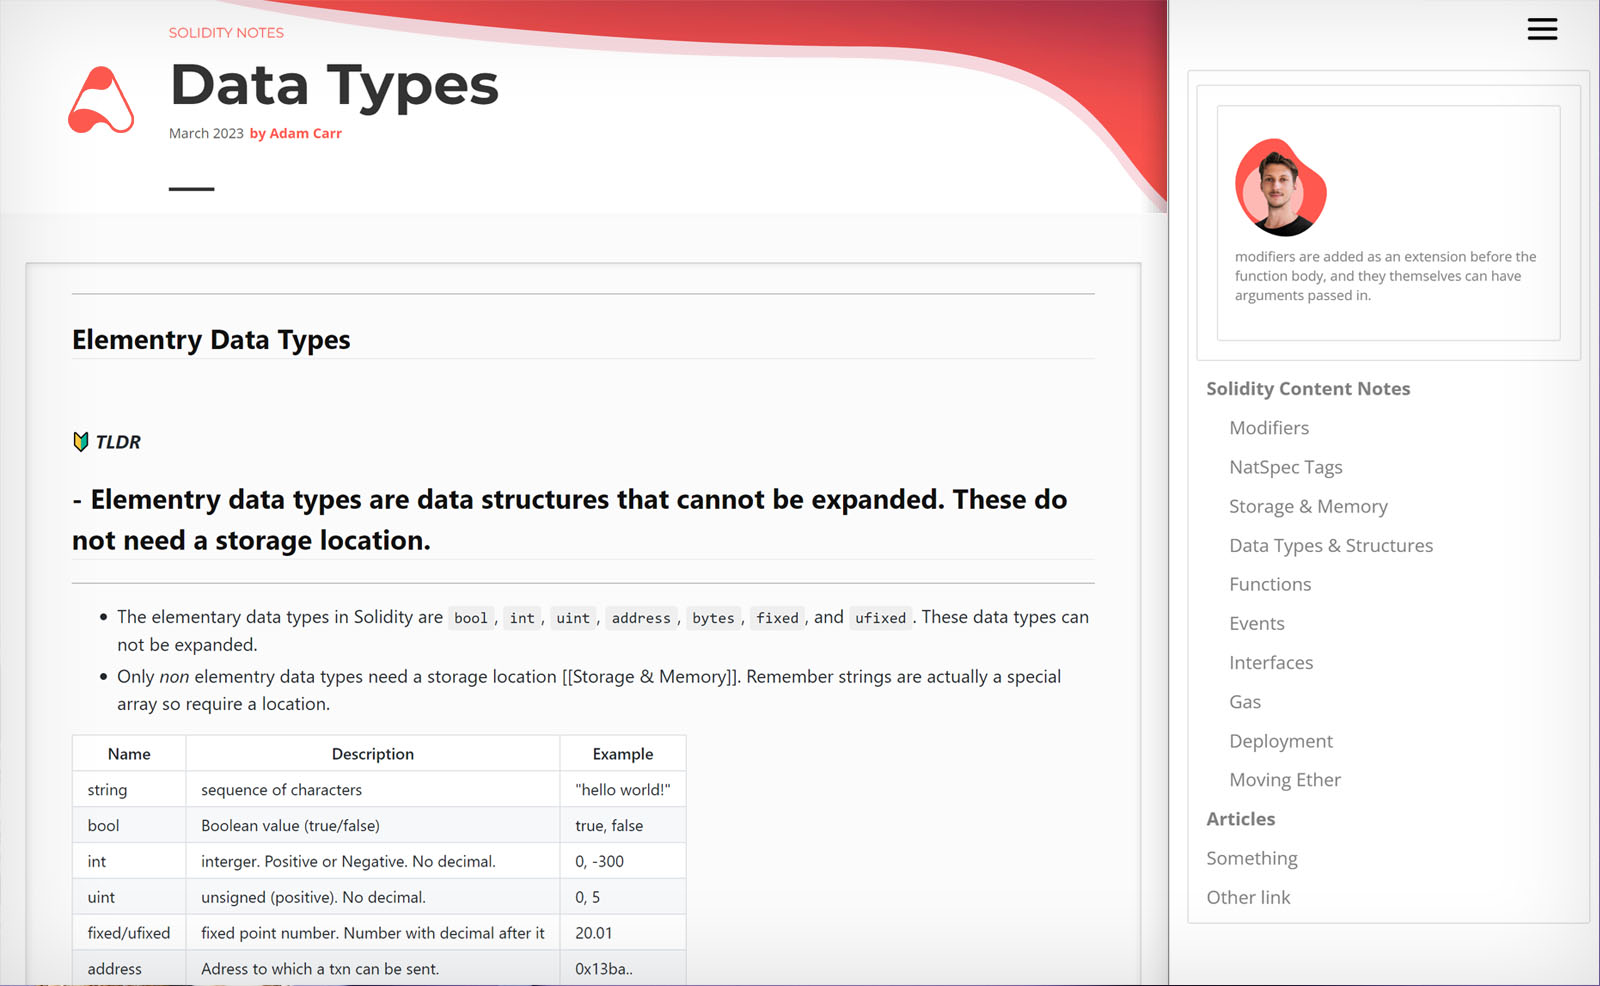 SOLIDITY NOTES
Data Types
March 2023 by Adam Carr
Elementry Data Types
TLDR
- Elementry data types are data structures that cannot be expanded. These do
not need a storage location.
The elementary data types in Solidity are bool, int, uint, address, bytes, fixed, and ufixed. These data types can
not be expanded.
Only non elementry data types need a storage location [[Storage & Memory]]. Remember strings are actually a special
array so require a location.
Name Description Example
string sequence of characters "hello world!"
bool Boolean value (true/false) true, false
int interger. Positive or Negative. No decimal. 0, -300
uint unsigned (positive). No decimal. 0, 5
fixed/ufixed fixed point number. Number with decimal after it 20.01
address Adress to which a txn can be sent. 0x13ba..
modifiers are added as an extension before the
function body, and they themselves can have
arguments passed in.
Solidity Content Notes
Modifiers
NatSpec Tags
Storage & Memory
Data Types & Structures
Functions
Events
Interfaces
Gas
Deployment
Moving Ether
Articles
Something
Other link